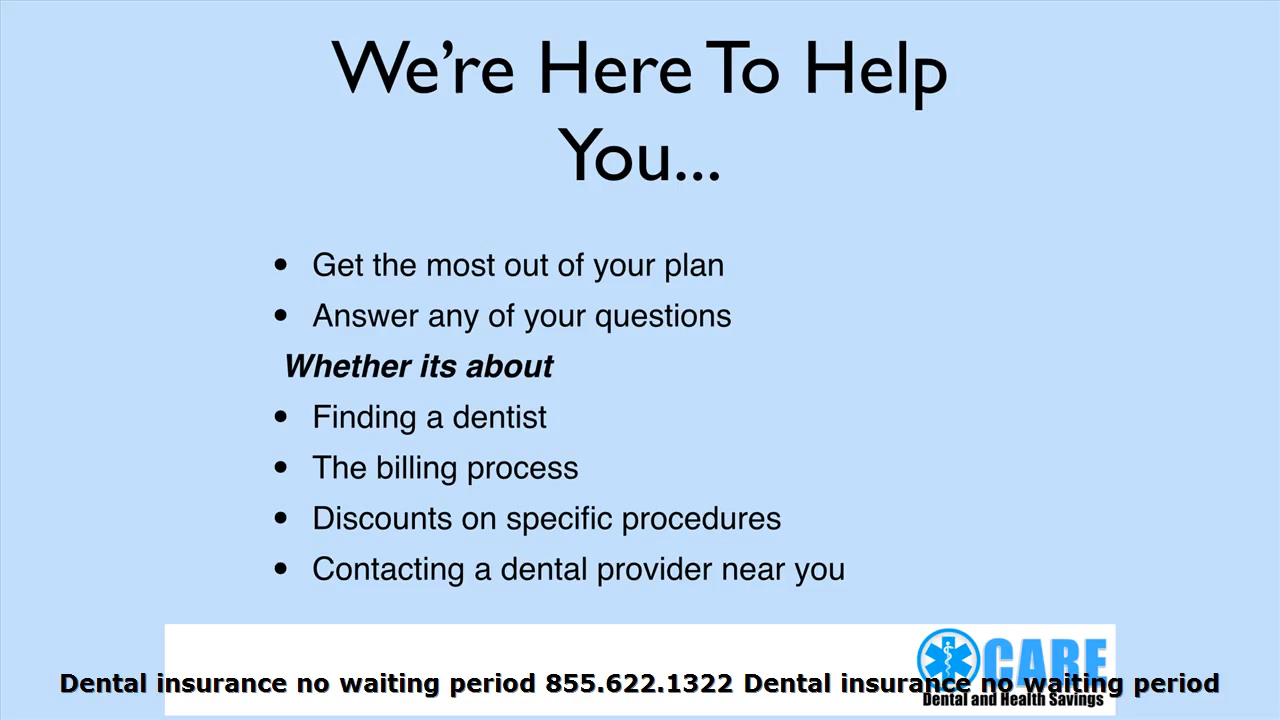 We’re Here To Help
You...
• Get the most out of your plan
• Answer any of your questions
Whether its about
• Finding a dentist
• The billing process
• Discounts on specific procedures
• Contacting a dental provider near you
CARE
Dental insurance no waiting period 855.622.1322 Dental insurance no waiting period
Dental and Health Savings